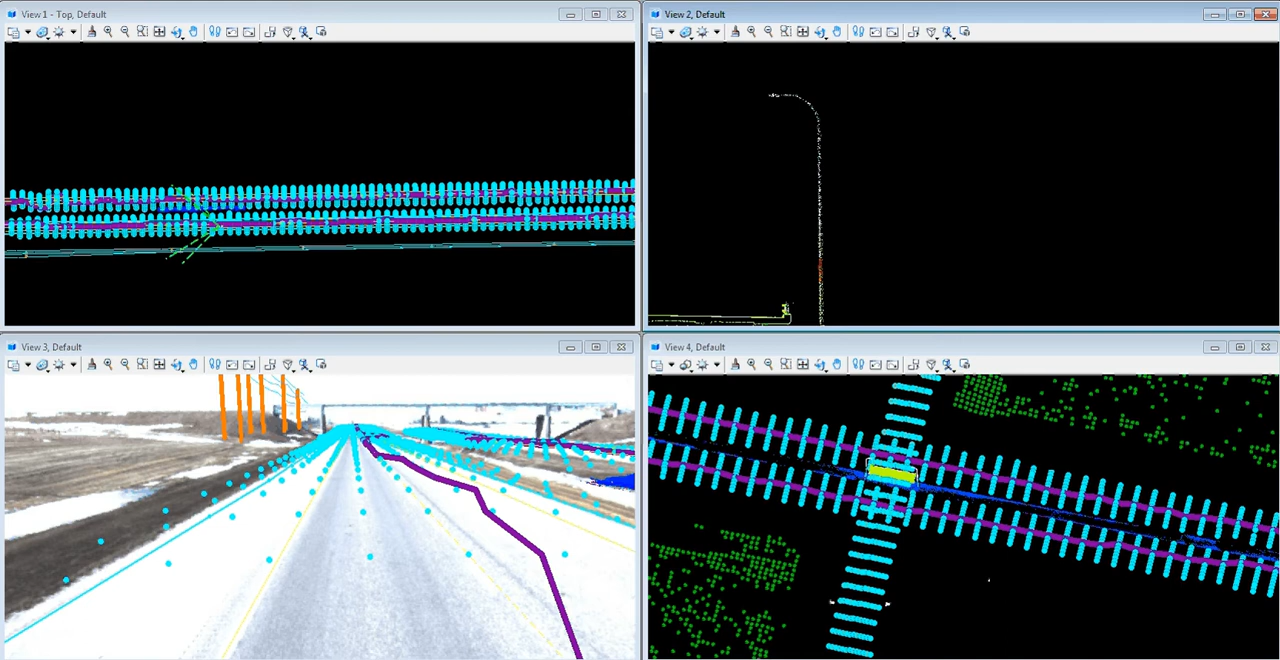 View 1 - Top, Default
View 2, Default
View 3, Default
View 4, Default